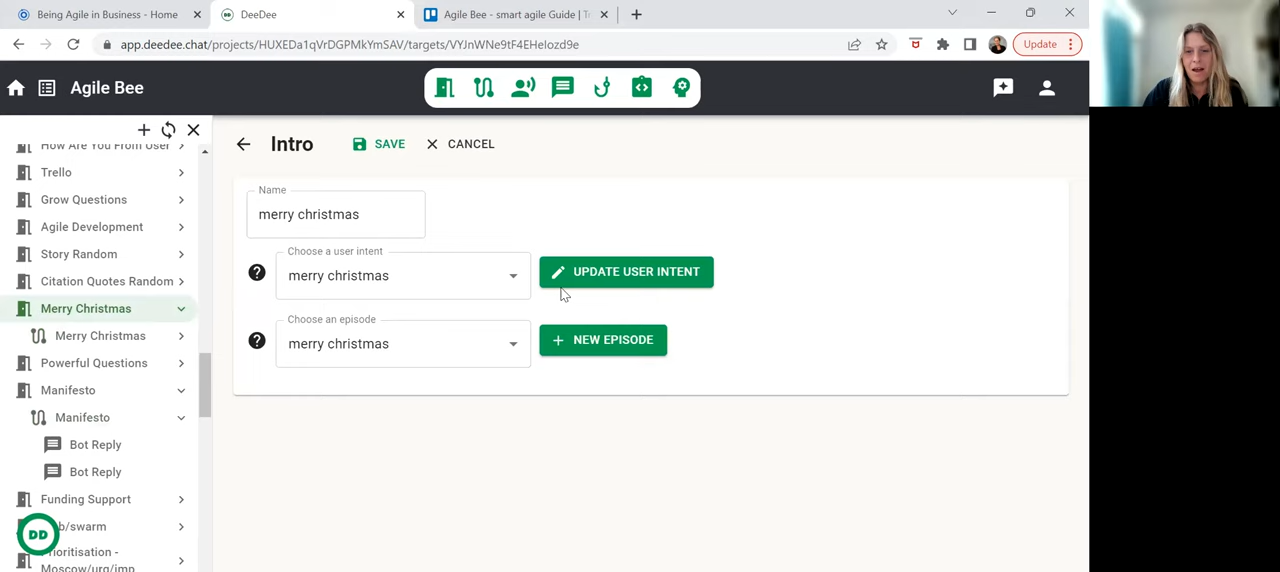 Being Agile in Business - Home
DeeDee
Agile Bee - smart agile Guide | Tr
app.deedee.chat/projects/HUXEDa1qVrDGPMkYmSAV/targets/VYJnWNe9tF4EHeIozd9e
Update
Agile Bee
How Are You From User
Trello
Grow Questions
Agile Development
Story Random
Citation Quotes Random
Merry Christmas
Merry Christmas
Powerful Questions
Manifesto
Manifesto
Bot Reply
Bot Reply
Funding Support
b/swarm
Prioritisation -
Moscow/urg/imp
DD
Intro
SAVE
CANCEL
Name
merry christmas
Choose a user intent
merry christmas
UPDATE USER INTENT
Choose an episode
merry christmas
NEW EPISODE